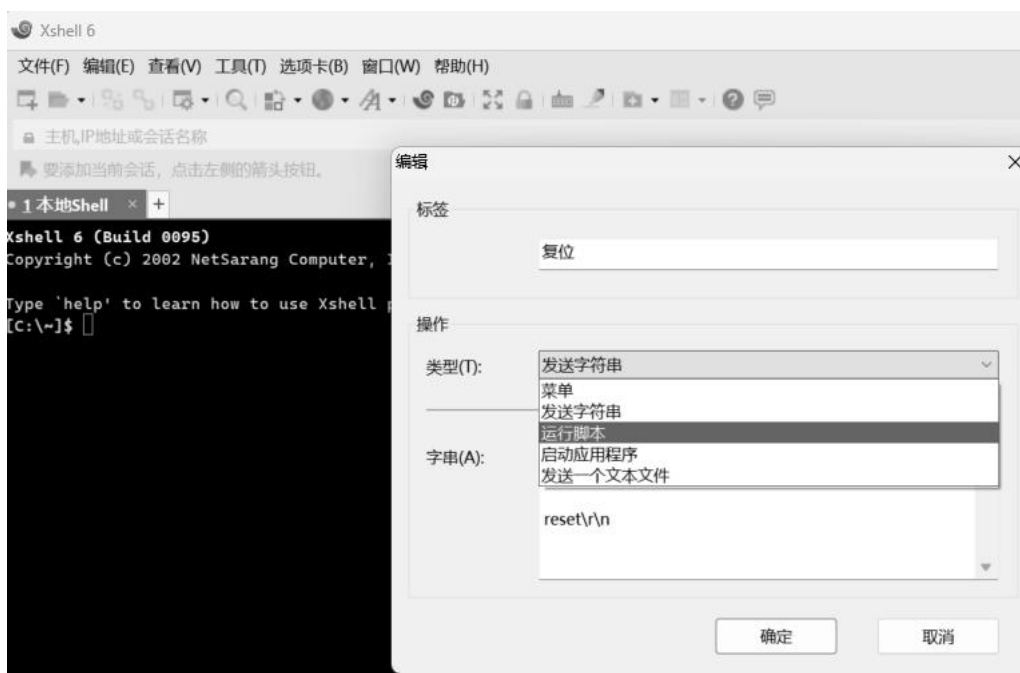 Xshell 6
文件(F) 编辑(E) 查看(V) 工具(T) 选项卡(B) 窗口(W) 帮助(H)
主机,IP地址或会话名称
要添加当前会话，点击左侧的箭头按钮。
1 本地Shell × +
Xshell 6 (Build 0095)
Copyright (c) 2002 NetSarang Computer,
Type `help' to learn how to use Xshell
[C:\~]$
编辑
标签
复位
操作
类型(T): 发送字符串
菜单
发送字符串
运行脚本
启动应用程序
发送一个文本文件
字串(A):
reset\r\n
确定 取消